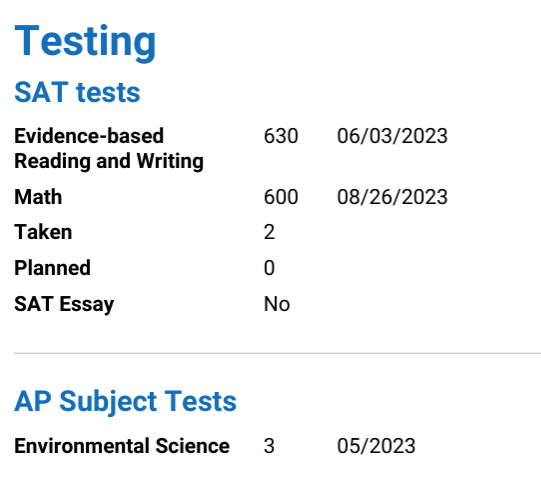 Testing
SAT tests
Evidence-based Reading and Writing 630 06/03/2023
Math 600 08/26/2023
Taken 2
Planned 0
SAT Essay No
AP Subject Tests
Environmental Science 3 05/2023